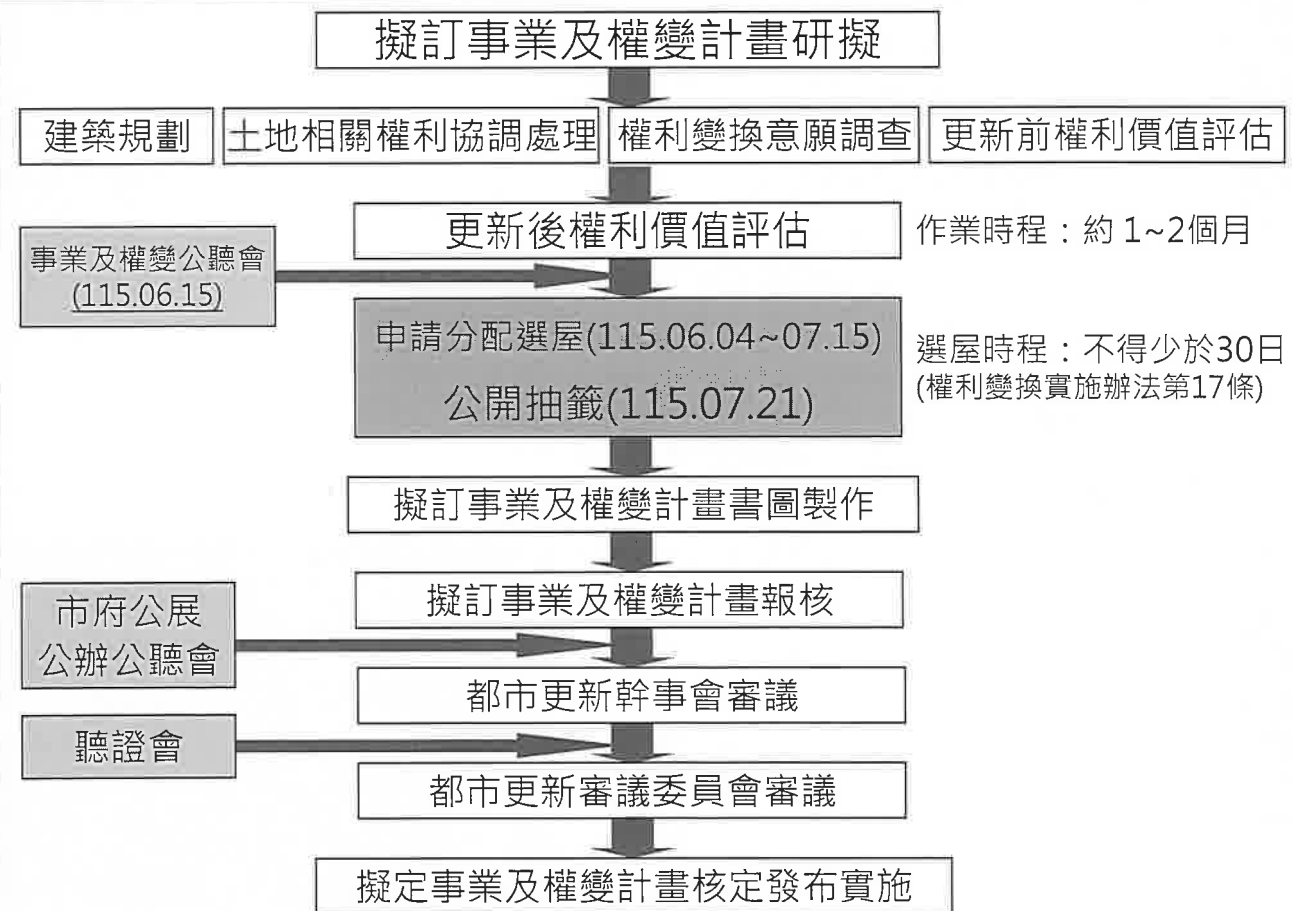 擬訂事業及權變計畫研擬
建築規劃
土地相關權利協調處理
權利變換意願調查
更新前權利價值評估
更新後權利價值評估
作業時程：約 1~2個月
事業及權變公聽會
(115.06.15)
申請分配選屋(115.06.04~07.15)
公開抽籤(115.07.21)
選屋時程：不得少於30日
(權利變換實施辦法第17條)
擬訂事業及權變計畫書圖製作
擬訂事業及權變計畫報核
市府公展
公辦公聽會
都市更新幹事會審議
聽證會
都市更新審議委員會審議
擬定事業及權變計畫核定發布實施